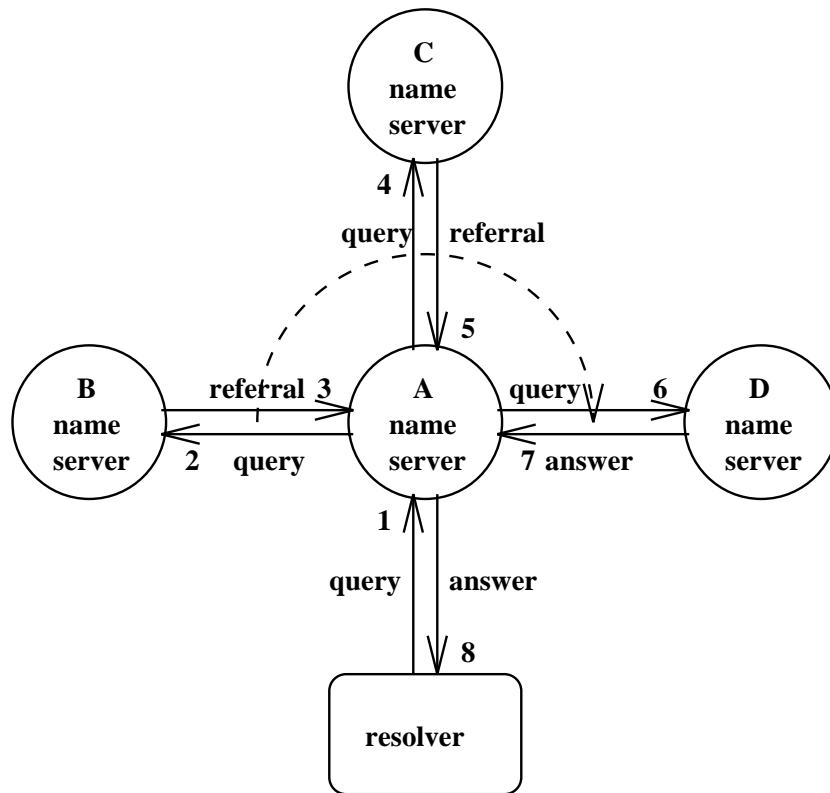 C
name
server
4
query referral
5
B
name
server
referral 3
A
name
server
query 6
D
name
server
2 query
7 answer
1
query answer
8
resolver